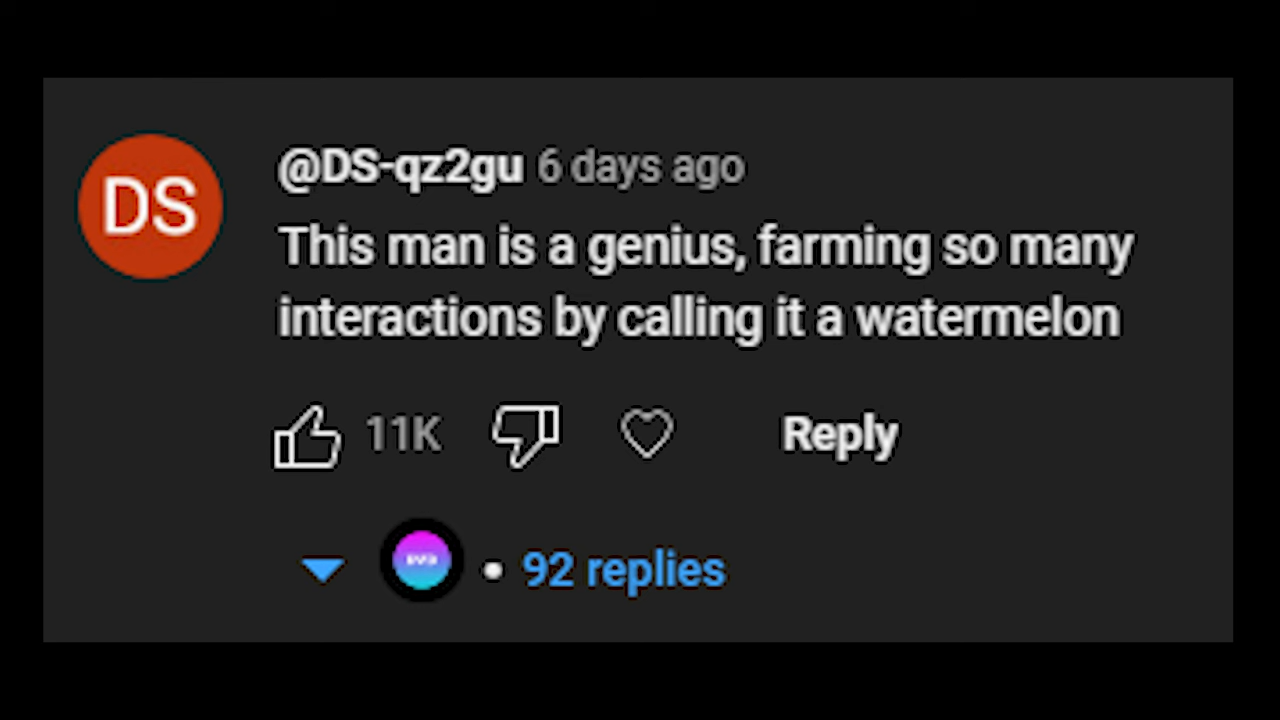 DS
@DS-qz2gu 6 days ago
This man is a genius, farming so many
interactions by calling it a watermelon
11K
Reply
• 92 replies